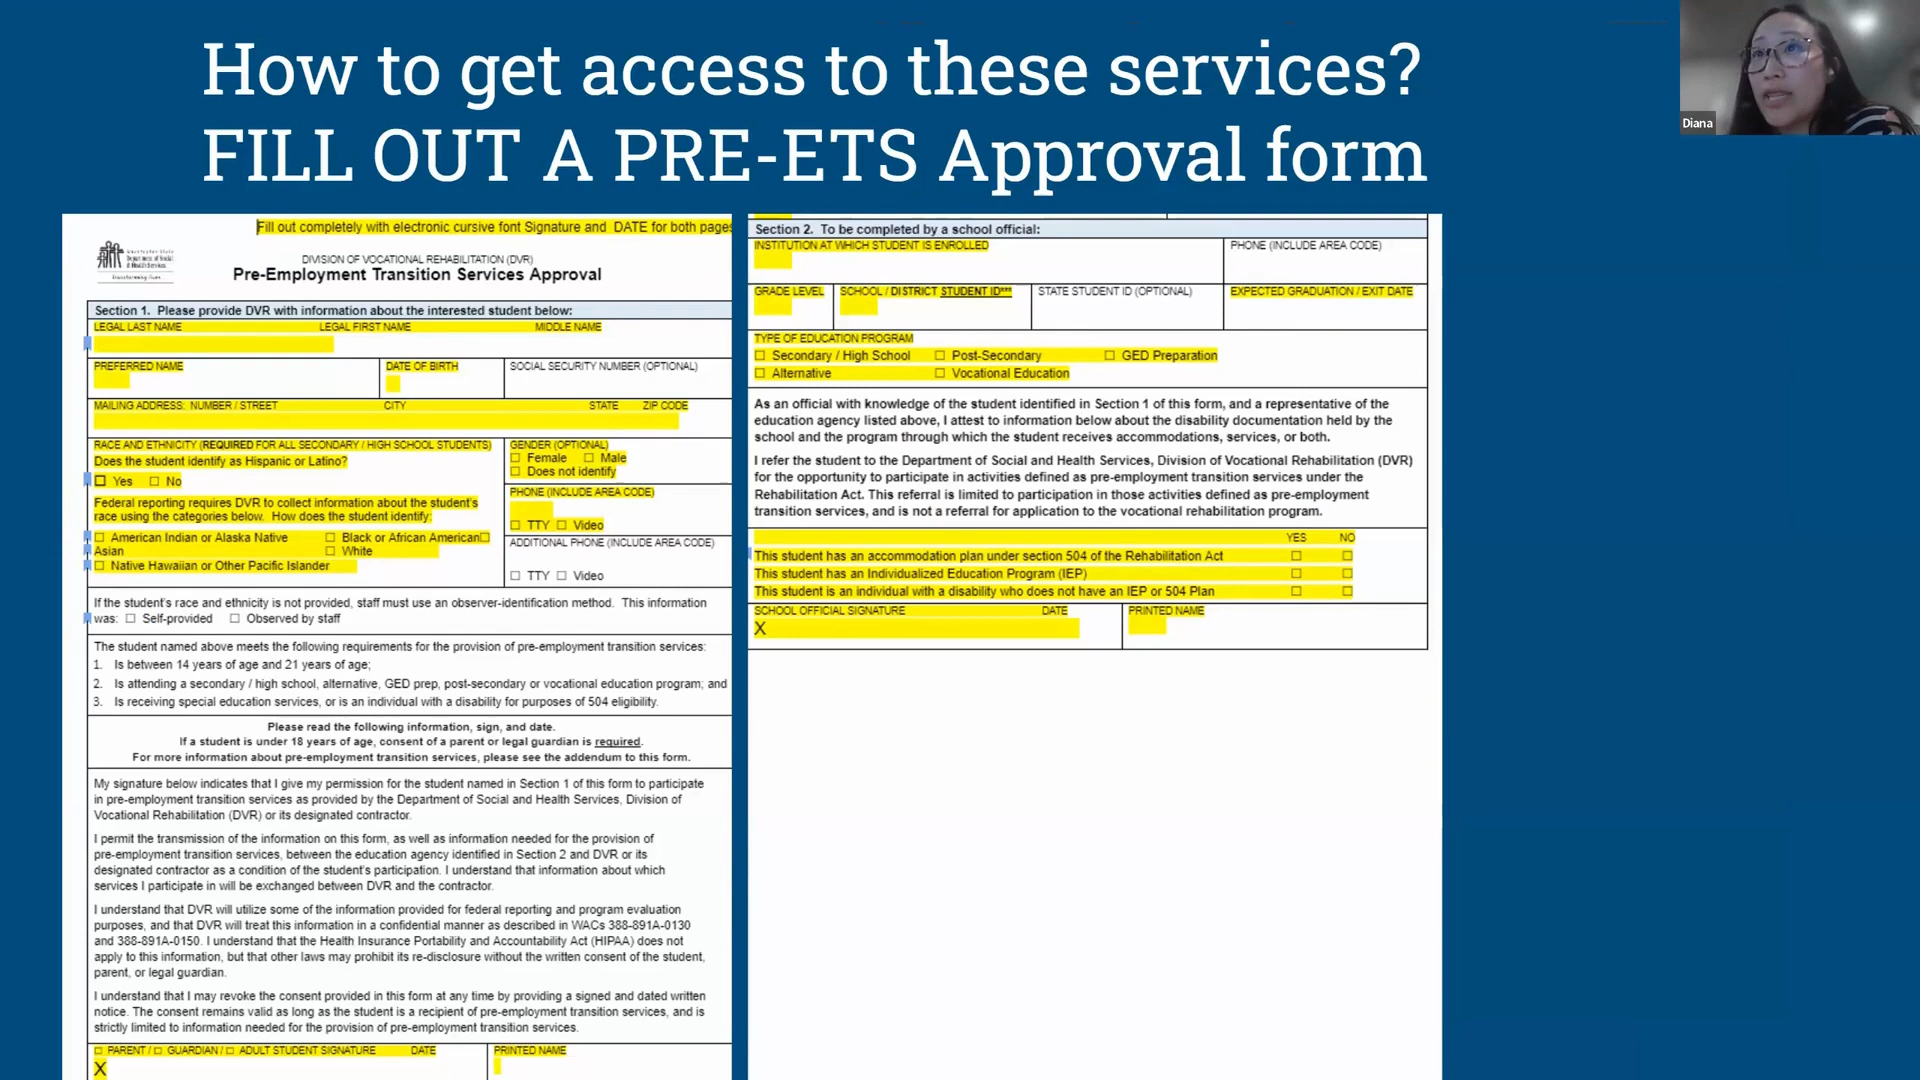 How to get access to these services?
FILL OUT A PRE-ETS Approval form
Diana
Fill out completely with electronic cursive font Signature and DATE for both pages
Washington State
Department of Social
& Health Services
Transforming lives
DIVISION OF VOCATIONAL REHABILITATION (DVR)
Pre-Employment Transition Services Approval
Section 1. Please provide DVR with information about the interested student below:
LEGAL LAST NAME LEGAL FIRST NAME MIDDLE NAME
PREFERRED NAME DATE OF BIRTH SOCIAL SECURITY NUMBER (OPTIONAL)
MAILING ADDRESS: NUMBER / STREET CITY STATE ZIP CODE
RACE AND ETHNICITY (REQUIRED FOR ALL SECONDARY / HIGH SCHOOL STUDENTS)
Does the student identify as Hispanic or Latino?
☐ Yes ☐ No
Federal reporting requires DVR to collect information about the student's
race using the categories below. How does the student identify:
☐ American Indian or Alaska Native ☐ Black or African American☐
Asian ☐ White
☐ Native Hawaiian or Other Pacific Islander
GENDER (OPTIONAL)
☐ Female ☐ Male
☐ Does not identify
PHONE (INCLUDE AREA CODE)
☐ TTY ☐ Video
ADDITIONAL PHONE (INCLUDE AREA CODE)
☐ TTY ☐ Video
If the student's race and ethnicity is not provided, staff must use an observer-identification method. This information
was: ☐ Self-provided ☐ Observed by staff
The student named above meets the following requirements for the provision of pre-employment transition services:
1. Is between 14 years of age and 21 years of age;
2. Is attending a secondary / high school, alternative, GED prep, post-secondary or vocational education program; and
3. Is receiving special education services, or is an individual with a disability for purposes of 504 eligibility.
Please read the following information, sign, and date.
If a student is under 18 years of age, consent of a parent or legal guardian is required.
For more information about pre-employment transition services, please see the addendum to this form.
My signature below indicates that I give my permission for the student named in Section 1 of this form to participate
in pre-employment transition services as provided by the Department of Social and Health Services, Division of
Vocational Rehabilitation (DVR) or its designated contractor.
I permit the transmission of the information on this form, as well as information needed for the provision of
pre-employment transition services, between the education agency identified in Section 2 and DVR or its
designated contractor as a condition of the student's participation. I understand that information about which
services I participate in will be exchanged between DVR and the contractor.
I understand that DVR will utilize some of the information provided for federal reporting and program evaluation
purposes, and that DVR will treat this information in a confidential manner as described in WACs 388-891A-0130
and 388-891A-0150. I understand that the Health Insurance Portability and Accountability Act (HIPAA) does not
apply to this information, but that other laws may prohibit its re-disclosure without the written consent of the student,
parent, or legal guardian.
I understand that I may revoke the consent provided in this form at any time by providing a signed and dated written
notice. The consent remains valid as long as the student is a recipient of pre-employment transition services, and is
strictly limited to information needed for the provision of pre-employment transition services.
☐ PARENT / ☐ GUARDIAN / ☐ ADULT STUDENT SIGNATURE DATE PRINTED NAME
X
Section 2. To be completed by a school official:
INSTITUTION AT WHICH STUDENT IS ENROLLED PHONE (INCLUDE AREA CODE)
GRADE LEVEL SCHOOL / DISTRICT STUDENT ID*** STATE STUDENT ID (OPTIONAL) EXPECTED GRADUATION / EXIT DATE
TYPE OF EDUCATION PROGRAM
☐ Secondary / High School ☐ Post-Secondary ☐ GED Preparation
☐ Alternative ☐ Vocational Education
As an official with knowledge of the student identified in Section 1 of this form, and a representative of the
education agency listed above, I attest to information below about the disability documentation held by the
school and the program through which the student receives accommodations, services, or both.
I refer the student to the Department of Social and Health Services, Division of Vocational Rehabilitation (DVR)
for the opportunity to participate in activities defined as pre-employment transition services under the
Rehabilitation Act. This referral is limited to participation in those activities defined as pre-employment
transition services, and is not a referral for application to the vocational rehabilitation program.
YES NO
This student has an accommodation plan under section 504 of the Rehabilitation Act ☐ ☐
This student has an Individualized Education Program (IEP) ☐ ☐
This student is an individual with a disability who does not have an IEP or 504 Plan ☐ ☐
SCHOOL OFFICIAL SIGNATURE DATE PRINTED NAME
X